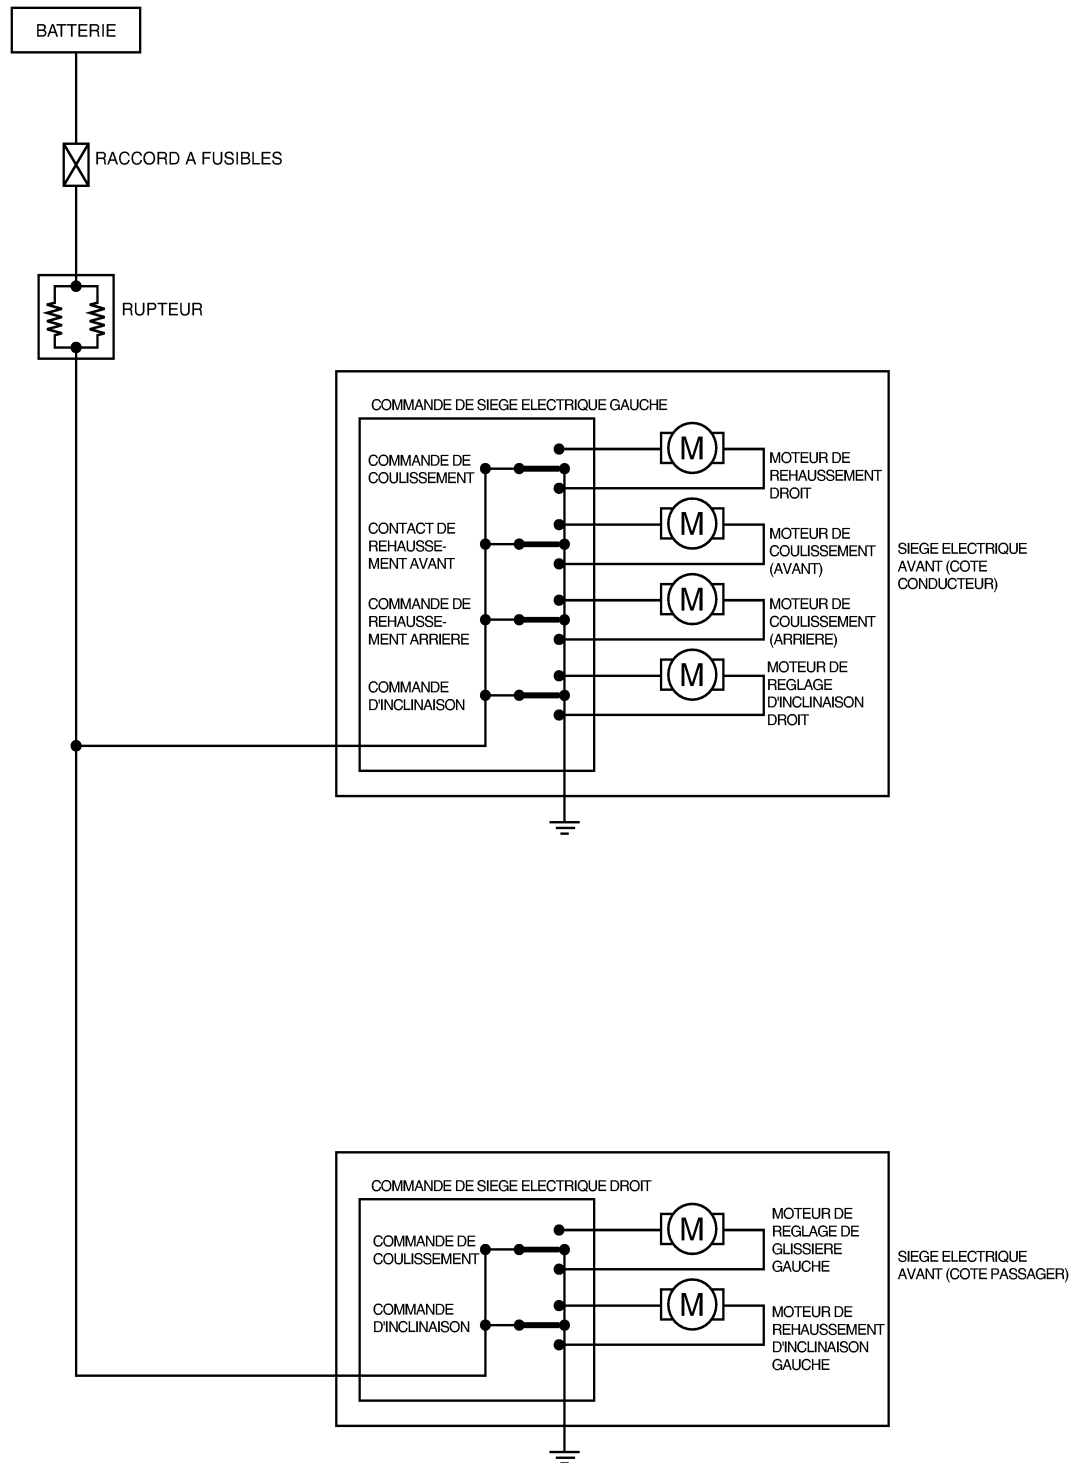 BATTERIE
RACCORD A FUSIBLES
RUPTEUR
COMMANDE DE SIEGE ELECTRIQUE GAUCHE
COMMANDE DE
COULISSEMENT
M
MOTEUR DE
REHAUSSEMENT
DROIT
CONTACT DE
REHAUSSE-
MENT AVANT
M
MOTEUR DE
COULISSEMENT
(AVANT)
COMMANDE DE
REHAUSSE-
MENT ARRIERE
M
MOTEUR DE
COULISSEMENT
(ARRIERE)
COMMANDE
D'INCLINAISON
M
MOTEUR DE
REGLAGE
D'INCLINAISON
DROIT
SIEGE ELECTRIQUE
AVANT (COTE
CONDUCTEUR)
COMMANDE DE SIEGE ELECTRIQUE DROIT
COMMANDE DE
COULISSEMENT
M
MOTEUR DE
REGLAGE DE
GLISSIERE
GAUCHE
COMMANDE
D'INCLINAISON
M
MOTEUR DE
REHAUSSEMENT
D'INCLINAISON
GAUCHE
SIEGE ELECTRIQUE
AVANT (COTE PASSAGER)